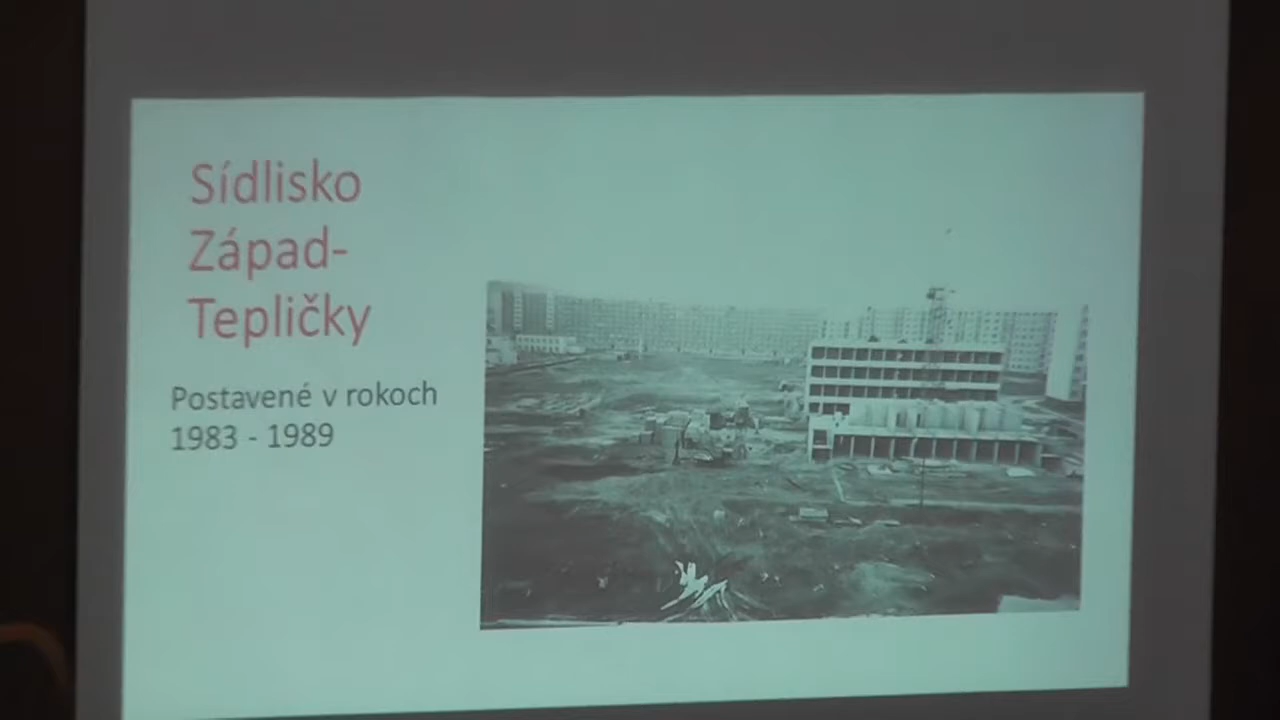 Sídlisko
Západ-
Tepličky
Postavené v rokoch
1983 - 1989